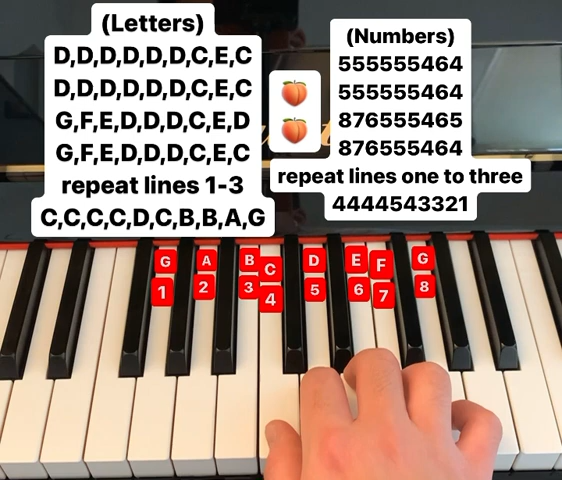 (Letters)
D,D,D,D,D,D,C,E,C
D,D,D,D,D,D,C,E,C
G,F,E,D,D,D,C,E,D
G,F,E,D,D,D,C,E,C
repeat lines 1-3
C,C,C,C,D,C,B,B,A,G
(Numbers)
555555464
555555464
876555465
876555464
repeat lines one to three
4444543321
G A B C D E F G
1 2 3 4 5 6 7 8